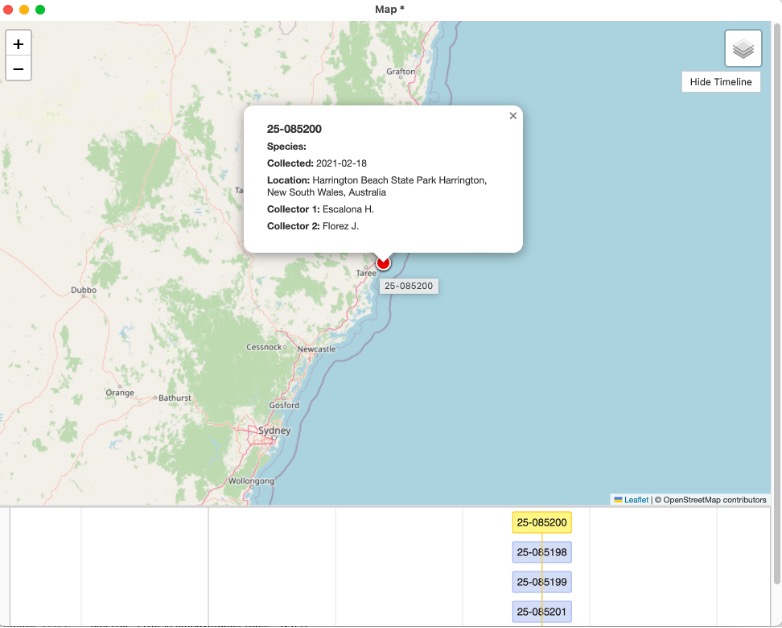 Map *
+
−
Grafton
Hide Timeline
25-085200
×
Species:
Collected: 2021-02-18
Location: Harrington Beach State Park Harrington,
New South Wales, Australia
Collector 1: Escalona H.
Collector 2: Florez J.
Ta
Taree
25-085200
Dubbo
Cessnock
Newcastle
Orange
Bathurst
Gosford
Sydney
Wollongong
Leaflet | © OpenStreetMap contributors
25-085200
25-085198
25-085199
25-085201